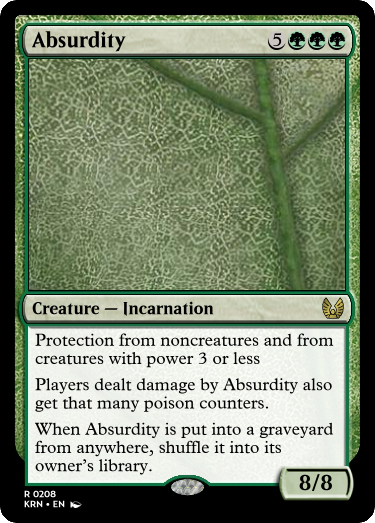 Absurdity 5
Creature — Incarnation
Protection from noncreatures and from
creatures with power 3 or less
Players dealt damage by Absurdity also
get that many poison counters.
When Absurdity is put into a graveyard
from anywhere, shuffle it into its
owner's library.
8/8
R 0208
KRN • EN